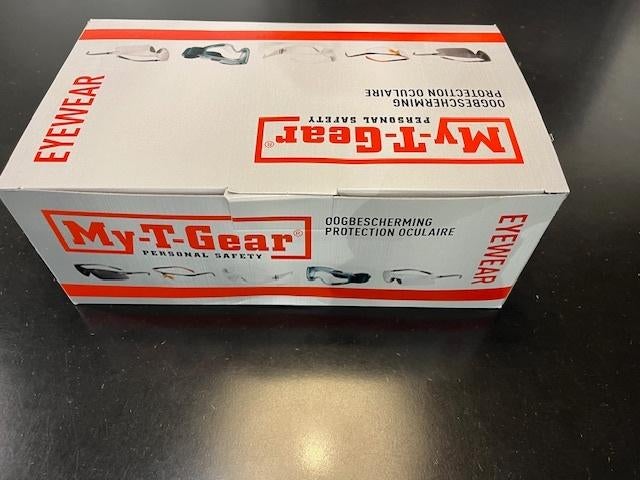 EYEWEAR
OOGBESCHERMING
PROTECTION OCULAIRE
My-T-Gear®
PERSONAL SAFETY
My-T-Gear®
PERSONAL SAFETY
OOGBESCHERMING
PROTECTION OCULAIRE
EYEWEAR